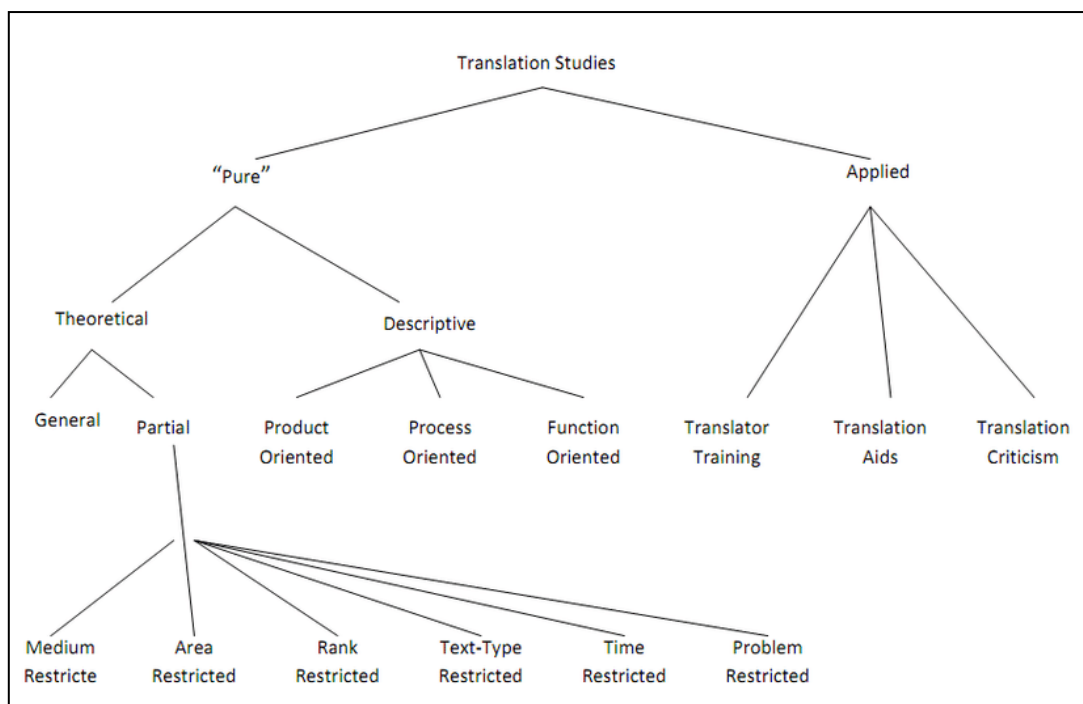 Translation Studies
“Pure”
Applied
Theoretical
Descriptive
General
Partial
Product
Oriented
Process
Oriented
Function
Oriented
Translator
Training
Translation
Aids
Translation
Criticism
Medium
Restricte
Area
Restricted
Rank
Restricted
Text-Type
Restricted
Time
Restricted
Problem
Restricted